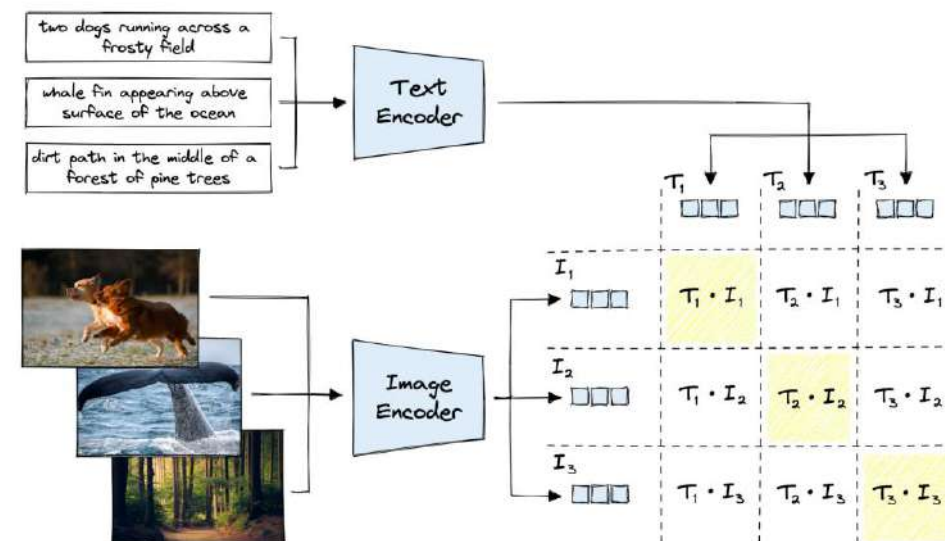 two dogs running across a
frosty field
whale fin appearing above
surface of the ocean
dirt path in the middle of a
forest of pine trees
Text
Encoder
T₁ T₂ T₃
Image
Encoder
I₁
T₁ · I₁ T₂ · I₁ T₃ · I₁
I₂
T₁ · I₂ T₂ · I₂ T₃ · I₂
I₃
T₁ · I₃ T₂ · I₃ T₃ · I₃